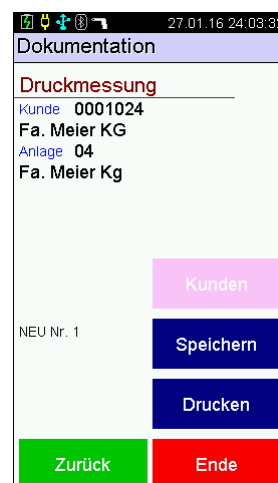 27.01.16 24:03:32
Dokumentation
Druckmessung
Kunde 0001024
Fa. Meier KG
Anlage 04
Fa. Meier Kg
Kunden
NEU Nr. 1
Speichern
Drucken
Zurück
Ende